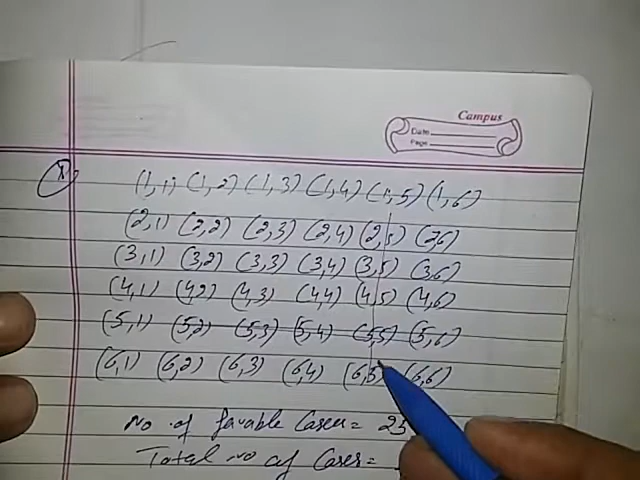 Campus
Date
Page
(1,1) (1,2) (1,3) (1,4) (1,5) (1,6)
(2,1) (2,2) (2,3) (2,4) (2,5) (2,6)
(3,1) (3,2) (3,3) (3,4) (3,5) (3,6)
(4,1) (4,2) (4,3) (4,4) (4,5) (4,6)
(5,1) (5,2) (5,3) (5,4) (5,5) (5,6)
(6,1) (6,2) (6,3) (6,4) (6,5) (6,6)
No of favable Cases = 25
Total no of Cases =